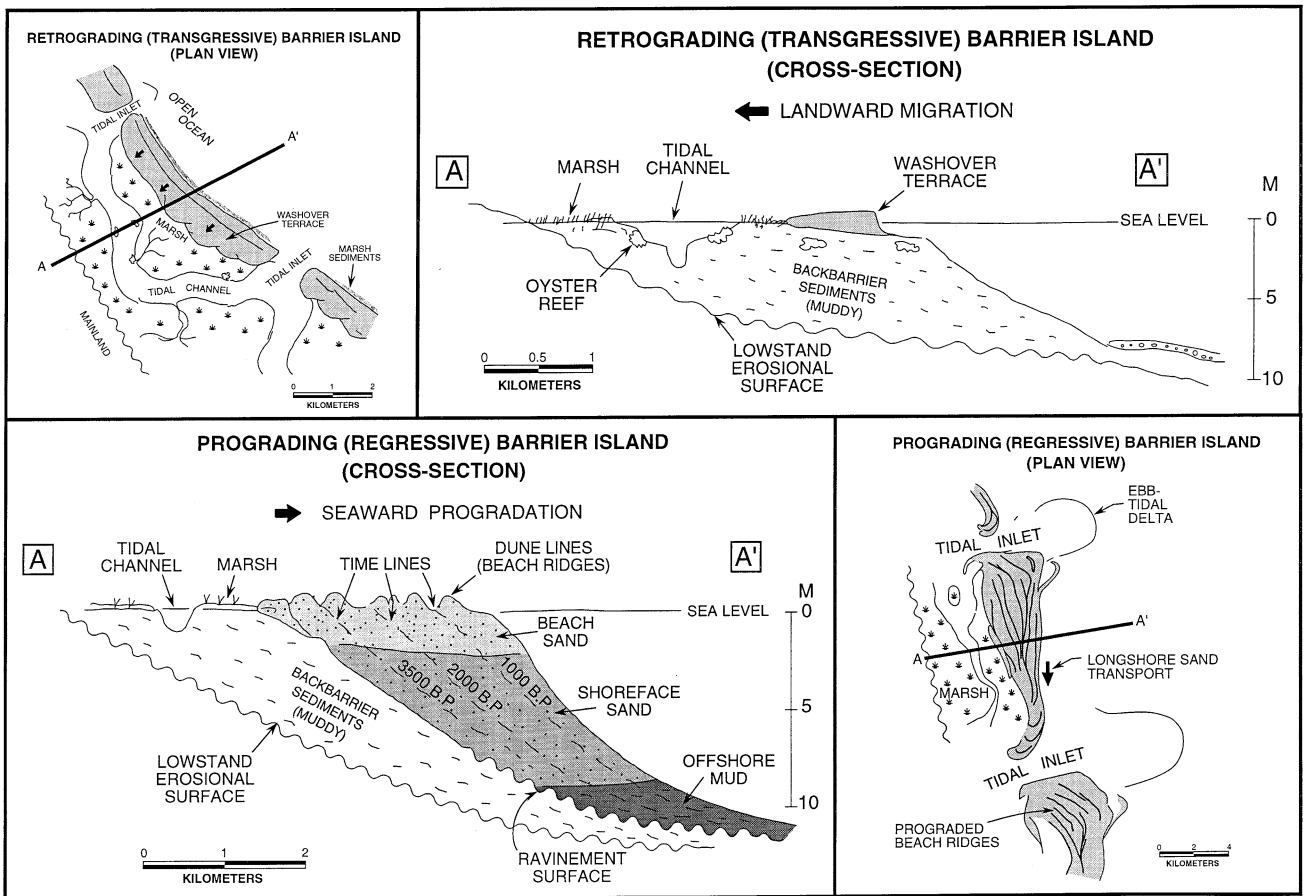 RETROGRADING (TRANSGRESSIVE) BARRIER ISLAND
(PLAN VIEW)
TIDAL INLET
OPEN
OCEAN
A'
WASHOVER
TERRACE
MARSH
MARSH
SEDIMENTS
TIDAL INLET
A
TIDAL CHANNEL
MAINLAND
0 1 2
KILOMETERS
RETROGRADING (TRANSGRESSIVE) BARRIER ISLAND
(CROSS-SECTION)
LANDWARD MIGRATION
A
MARSH
TIDAL
CHANNEL
WASHOVER
TERRACE
A'
M
SEA LEVEL
0
OYSTER
REEF
BACKBARRIER
SEDIMENTS
(MUDDY)
5
LOWSTAND
EROSIONAL
SURFACE
10
0 0.5 1
KILOMETERS
PROGRADING (REGRESSIVE) BARRIER ISLAND
(CROSS-SECTION)
SEAWARD PROGRADATION
A
TIDAL
CHANNEL
MARSH
TIME LINES
DUNE LINES
(BEACH RIDGES)
A'
M
SEA LEVEL
0
BEACH
SAND
3500 B.P.
2000 B.P.
1000 B.P.
BACKBARRIER
SEDIMENTS
(MUDDY)
SHOREFACE
SAND
5
LOWSTAND
EROSIONAL
SURFACE
OFFSHORE
MUD
10
RAVINEMENT
SURFACE
0 1 2
KILOMETERS
PROGRADING (REGRESSIVE) BARRIER ISLAND
(PLAN VIEW)
EBB-
TIDAL
DELTA
TIDAL INLET
A'
A
LONGSHORE SAND
TRANSPORT
MARSH
TIDAL INLET
PROGRADED
BEACH RIDGES
0 2 4
KILOMETERS